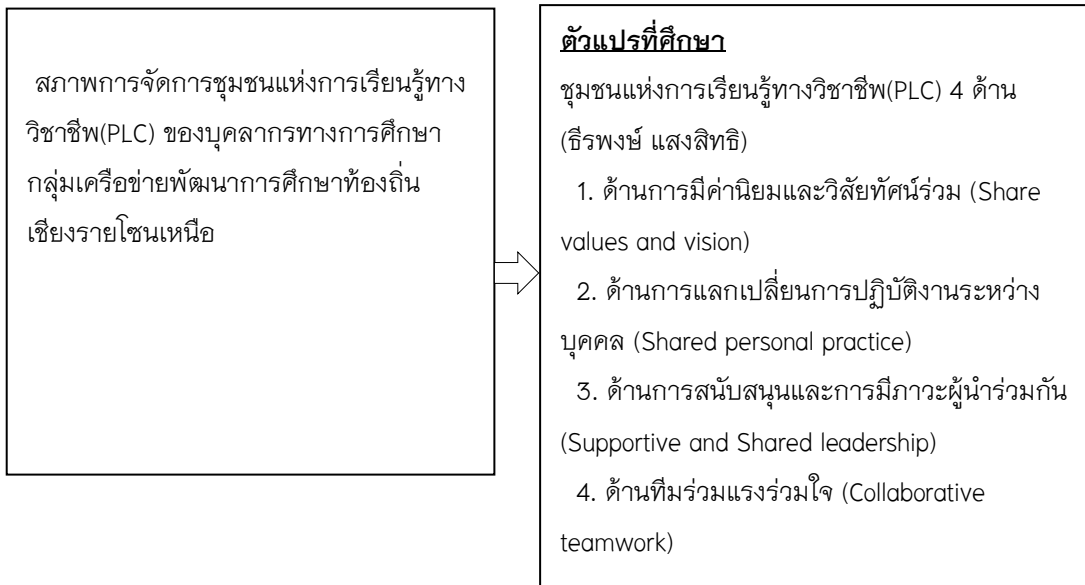 สภาพการจัดการชุมชนแห่งการเรียนรู้ทาง
วิชาชีพ(PLC) ของบุคลากรทางการศึกษา
กลุ่มเครือข่ายพัฒนาการศึกษาท้องถิ่น
เชียงรายโซนเหนือ
ตัวแปรที่ศึกษา
ชุมชนแห่งการเรียนรู้ทางวิชาชีพ(PLC) 4 ด้าน
(ธีรพงษ์ แสงสิทธิ)
1. ด้านการมีค่านิยมและวิสัยทัศน์ร่วม (Share
values and vision)
2. ด้านการแลกเปลี่ยนการปฏิบัติงานระหว่าง
บุคคล (Shared personal practice)
3. ด้านการสนับสนุนและการมีภาวะผู้นำร่วมกัน
(Supportive and Shared leadership)
4. ด้านทีมร่วมแรงร่วมใจ (Collaborative
teamwork)